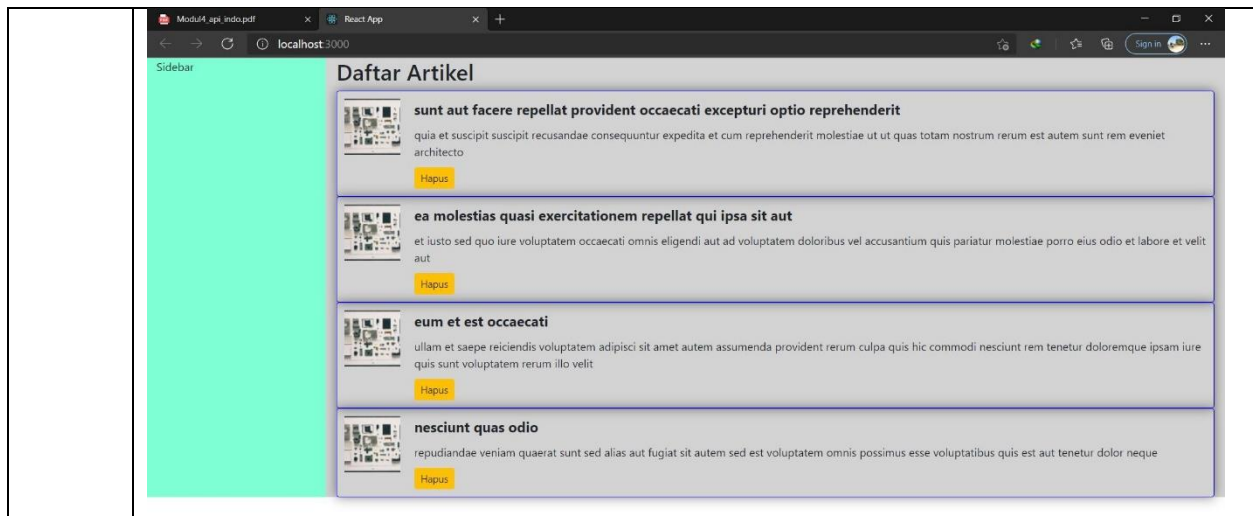 Modul4_api_indo.pdf
React App
localhost:3000
Sign in
Sidebar
Daftar Artikel
sunt aut facere repellat provident occaecati excepturi optio reprehenderit
quia et suscipit suscipit recusandae consequuntur expedita et cum reprehenderit molestiae ut ut quas totam nostrum rerum est autem sunt rem eveniet
architecto
Hapus
ea molestias quasi exercitationem repellat qui ipsa sit aut
et iusto sed quo iure voluptatem occaecati omnis eligendi aut ad voluptatem doloribus vel accusantium quis pariatur molestiae porro eius odio et labore et velit
aut
Hapus
eum et est occaecati
ullam et saepe reiciendis voluptatem adipisci sit amet autem assumenda provident rerum culpa quis hic commodi nesciunt rem tenetur doloremque ipsam iure
quis sunt voluptatem rerum illo velit
Hapus
nesciunt quas odio
repudiandae veniam quaerat sunt sed alias aut fugiat sit autem sed est voluptatem omnis possimus esse voluptatibus quis est aut tenetur dolor neque
Hapus